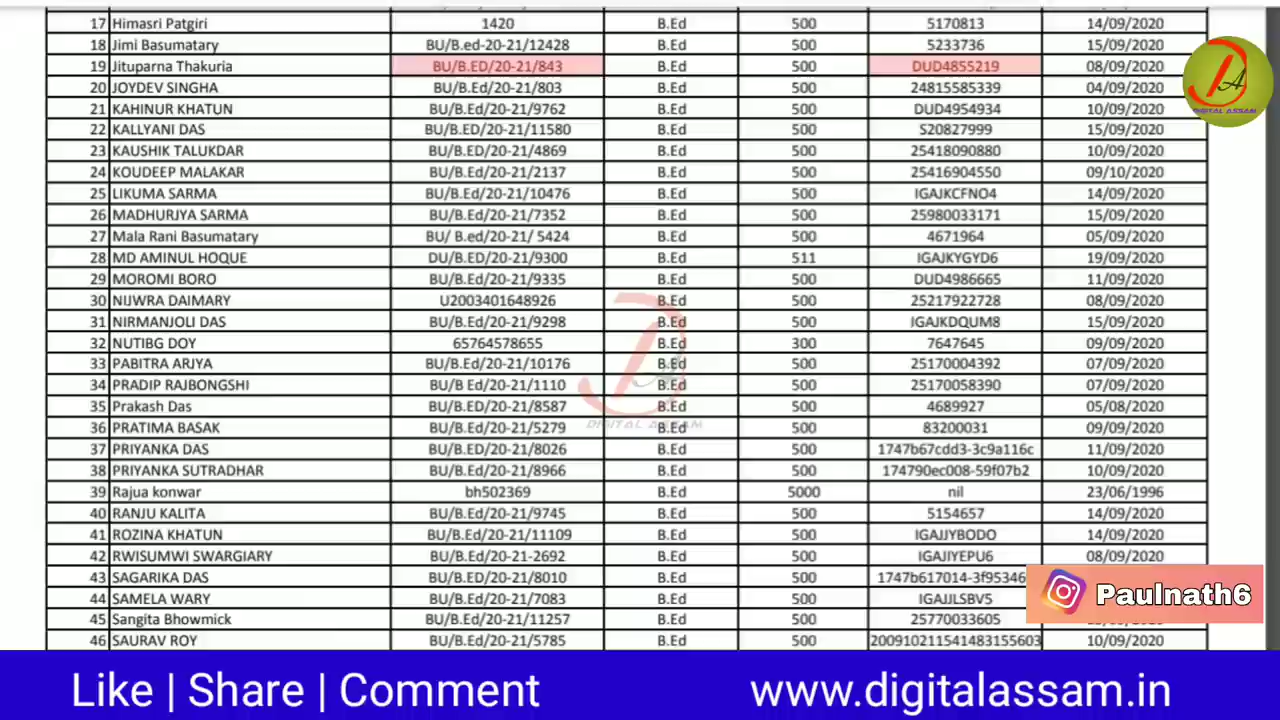 17 Himasri Patgiri 1420 B.Ed 500 5170813 14/09/2020
18 Jimi Basumatary BU/B.ed-20-21/12428 B.Ed 500 5233736 15/09/2020
19 Jituparna Thakuria BU/B.ED/20-21/843 B.Ed 500 DUD4855219 08/09/2020
20 JOYDEV SINGHA BU/B.Ed/20-21/803 B.Ed 500 24815585339 04/09/2020
21 KAHINUR KHATUN BU/B.ED/20-21/9762 B.Ed 500 DUD4954934 10/09/2020
22 KALLYANI DAS BU/B.ED/20-21/11580 B.Ed 500 S20827999 15/09/2020
23 KAUSHIK TALUKDAR BU/B.ED/20-21/4869 B.Ed 500 25418090880 10/09/2020
24 KOUDEEP MALAKAR BU/B.ED/20-21/2137 B.Ed 500 25416904550 09/10/2020
25 LIKUMA SARMA BU/B.Ed/20-21/10476 B.Ed 500 IGAJKCFNO4 14/09/2020
26 MADHURJYA SARMA BU/B.Ed/20-21/7352 B.Ed 500 25980033171 15/09/2020
27 Mala Rani Basumatary BU/ B.ed/20-21/ 5424 B.Ed 500 4671964 05/09/2020
28 MD AMINUL HOQUE DU/B.ED/20-21/9300 B.Ed 511 IGAJKYGYD6 19/09/2020
29 MOROMI BORO BU/B.Ed/20-21/9335 B.Ed 500 DUD4986665 11/09/2020
30 NIJWRA DAIMARY U2003401648926 B.Ed 500 25217922728 08/09/2020
31 NIRMANJOLI DAS BU/B.Ed/20-21/9298 B.Ed 500 IGAJKDQUM8 15/09/2020
32 NUTIBG DOY 65764578655 B.Ed 300 7647645 09/09/2020
33 PABITRA ARJYA BU/B.Ed/20-21/10176 B.Ed 500 25170004392 07/09/2020
34 PRADIP RAJBONGSHI BU/B Ed/20-21/1110 B.Ed 500 25170058390 07/09/2020
35 Prakash Das BU/B.ED/20-21/8587 B.Ed 500 4689927 05/08/2020
36 PRATIMA BASAK BU/B.Ed/20-21/5279 B.Ed 500 83200031 09/09/2020
37 PRIYANKA DAS BU/B.ED/20-21/8026 B.Ed 500 1747b67cdd3-3c9a116c 11/09/2020
38 PRIYANKA SUTRADHAR BU/B.Ed/20-21/8966 B.Ed 500 174790ec008-59f07b2 10/09/2020
39 Rajua konwar bh502369 B.Ed 5000 nil 23/06/1996
40 RANJU KALITA BU/B.Ed/20-21/9745 B.Ed 500 5154657 14/09/2020
41 ROZINA KHATUN BU/B.Ed/20-21/11109 B.Ed 500 IGAJJYBODO 14/09/2020
42 RWISUMWI SWARGIARY BU/B.Ed/20-21-2692 B.Ed 500 IGAJIYEPU6 08/09/2020
43 SAGARIKA DAS BU/B.ED/20-21/8010 B.Ed 500 1747b617014-3f95346
44 SAMELA WARY BU/B.Ed/20-21/7083 B.Ed 500 IGAJJLSBV5
45 Sangita Bhowmick BU/B.Ed/20-21/11257 B.Ed 500 25770033605
46 SAURAV ROY BU/B.Ed/20-21/5785 B.Ed 500 200910211541483155603 10/09/2020
DIGITAL ASSAM
DIGITAL ASSAM
Paulnath6
Like | Share | Comment www.digitalassam.in